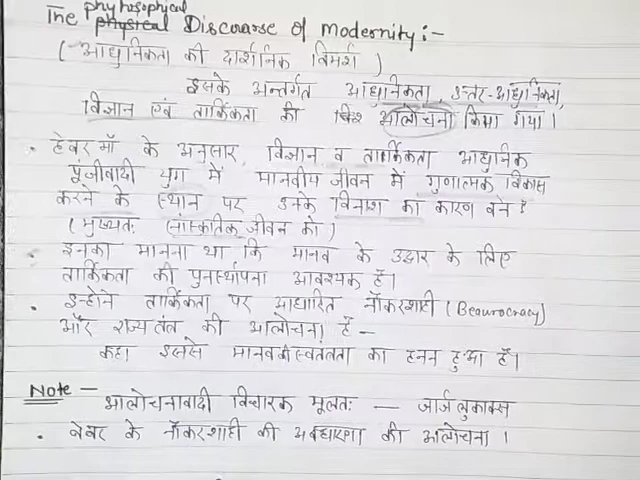 The phylosophical Discourse of Modernity :-
( आधुनिकता की दार्शनिक विमर्श )
इसके अन्तर्गत आधुनिकता, उत्तर-आधुनिकता,
विज्ञान एवं तार्किकता की आलोचना किया गया।
• हेबरमॉ के अनुसार, विज्ञान व तार्किकता आधुनिक
पूंजीवादी युग में मानवीय जीवन में गुणात्मक विकास
करने के स्थान पर उनके विनाश का कारण बने
( मुख्यतः सांस्कृतिक जीवन को )
• इनका मानना था कि मानव के उद्धार के लिए
तार्किकता की पुनर्स्थापना आवश्यक है।
• इन्होंने तार्किकता पर आधारित नौकरशाही (Beaurocracy)
और राज्यतंत्र की आलोचना है -
कहा इससे मानव की स्वतंत्रता का हनन हुआ है।
Note -
आलोचनावादी विचारक मूलतः - जार्ज लुकाक्स
• वेबर के नौकरशाही की अवधारणा की आलोचना ।